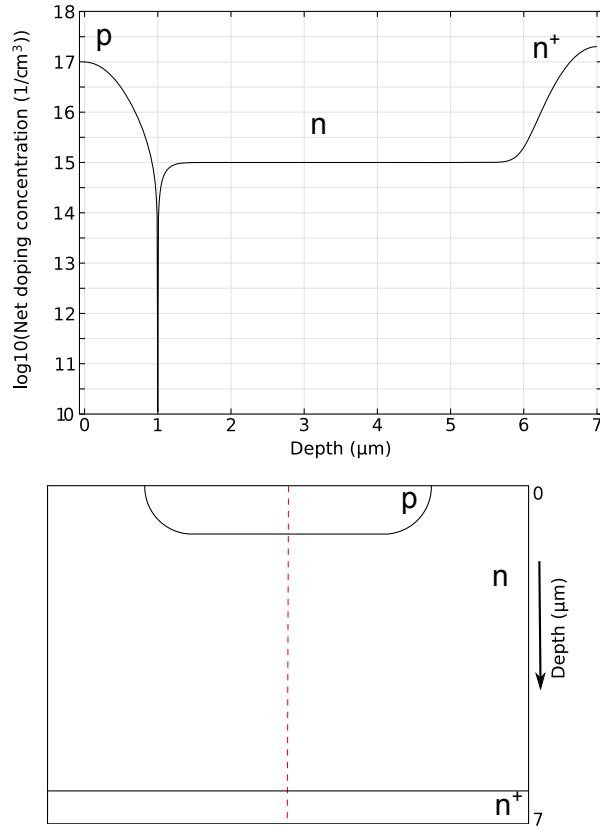 log10(Net doping concentration (1/cm³))
18
17
16
15
14
13
12
11
10
p
n
n⁺
0 1 2 3 4 5 6 7
Depth (μm)
p
0
n
Depth (μm)
n⁺
7